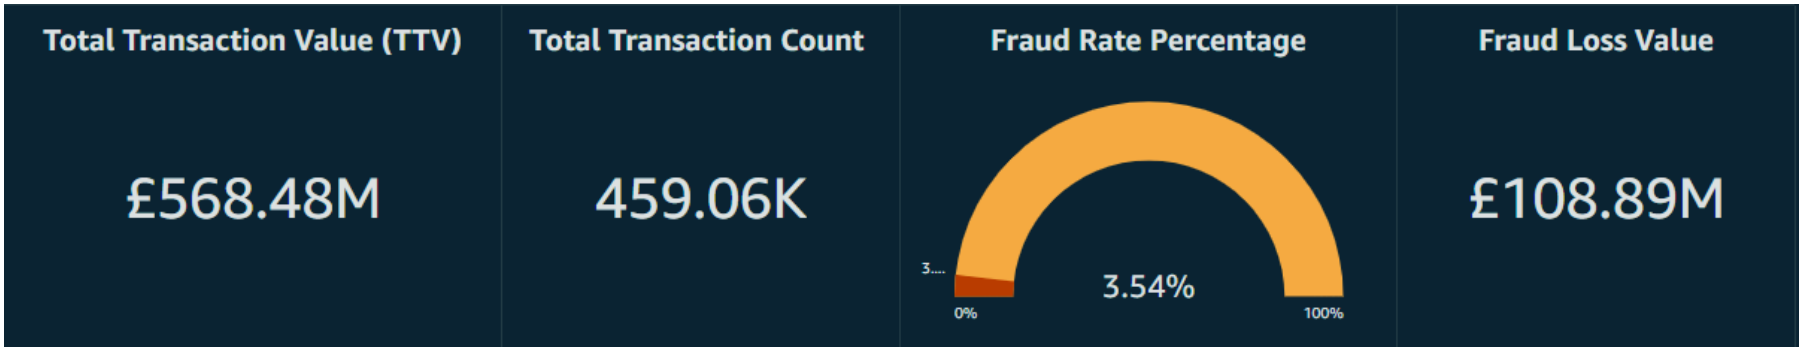 Total Transaction Value (TTV)
£568.48M
Total Transaction Count
459.06K
Fraud Rate Percentage
3....
3.54%
0%
100%
Fraud Loss Value
£108.89M